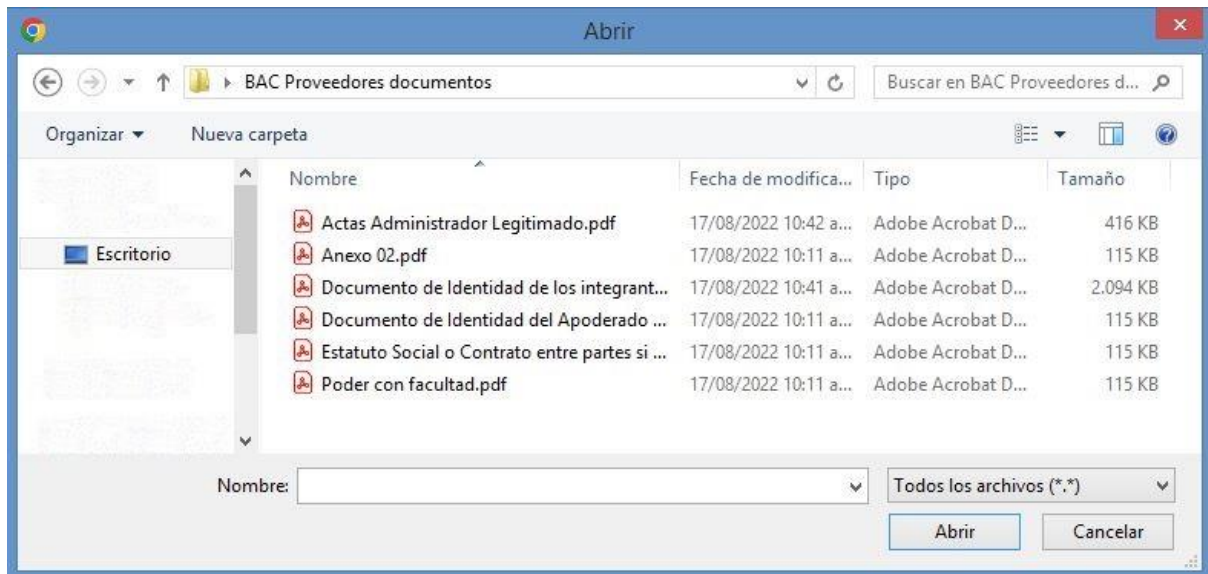 Abrir
BAC Proveedores documentos
Buscar en BAC Proveedores d...
Organizar
Nueva carpeta
Nombre Fecha de modifica... Tipo Tamaño
Escritorio
Actas Administrador Legitimado.pdf 17/08/2022 10:42 a... Adobe Acrobat D... 416 KB
Anexo 02.pdf 17/08/2022 10:11 a... Adobe Acrobat D... 115 KB
Documento de Identidad de los integrant... 17/08/2022 10:41 a... Adobe Acrobat D... 2.094 KB
Documento de Identidad del Apoderado ... 17/08/2022 10:11 a... Adobe Acrobat D... 115 KB
Estatuto Social o Contrato entre partes si ... 17/08/2022 10:11 a... Adobe Acrobat D... 115 KB
Poder con facultad.pdf 17/08/2022 10:11 a... Adobe Acrobat D... 115 KB
Nombre:
Todos los archivos (*.*)
Abrir
Cancelar